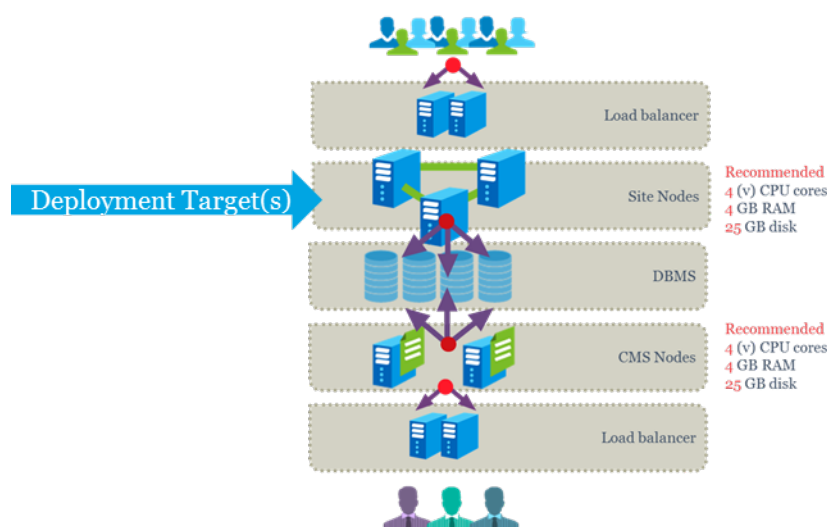 Load balancer
Deployment Target(s)
Site Nodes
Recommended
4 (v) CPU cores
4 GB RAM
25 GB disk
DBMS
CMS Nodes
Recommended
4 (v) CPU cores
4 GB RAM
25 GB disk
Load balancer